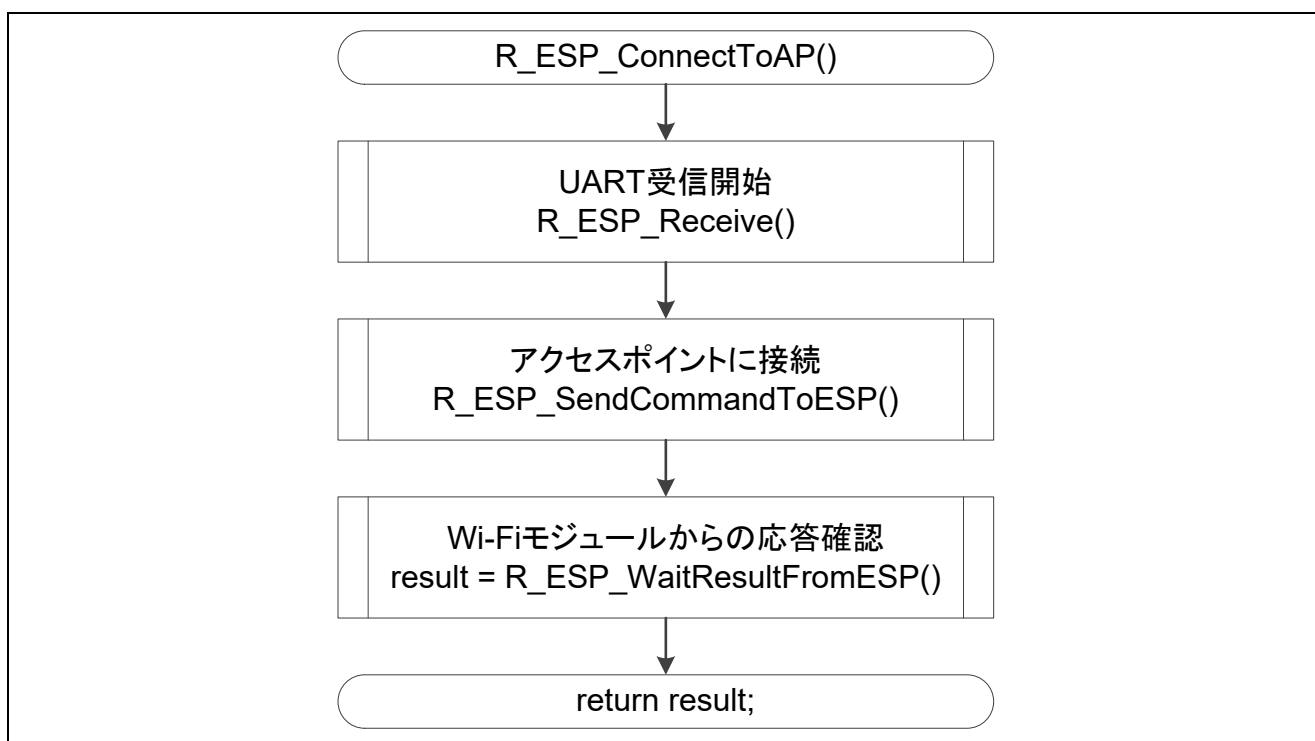 R_ESP_ConnectToAP()
UART受信開始
R_ESP_Receive()
アクセスポイントに接続
R_ESP_SendCommandToESP()
Wi-Fiモジュールからの応答確認
result = R_ESP_WaitResultFromESP()
return result;